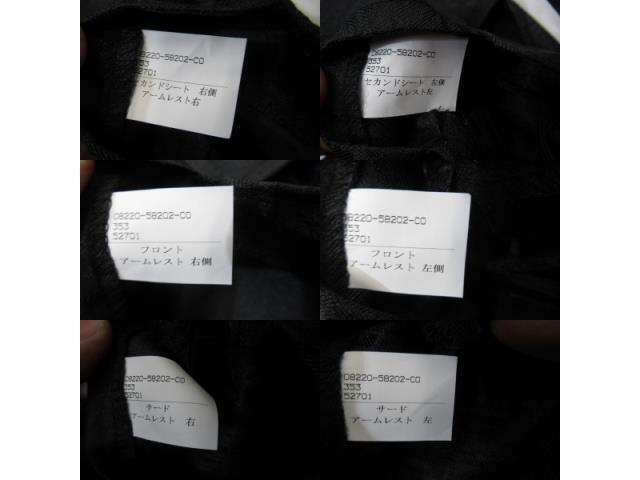 08220-58202-C0
353
52701
セカンドシート 右側
アームレスト右
08220-58202-C0
353
52701
セカンドシート 左側
アームレスト左
08220-58202-C0
353
52701
フロント
アームレスト 右側
08220-58202-C0
353
52701
フロント
アームレスト 左側
08220-58202-C0
353
52701
サード
アームレスト 右
08220-58202-C0
353
52701
サード
アームレスト 左